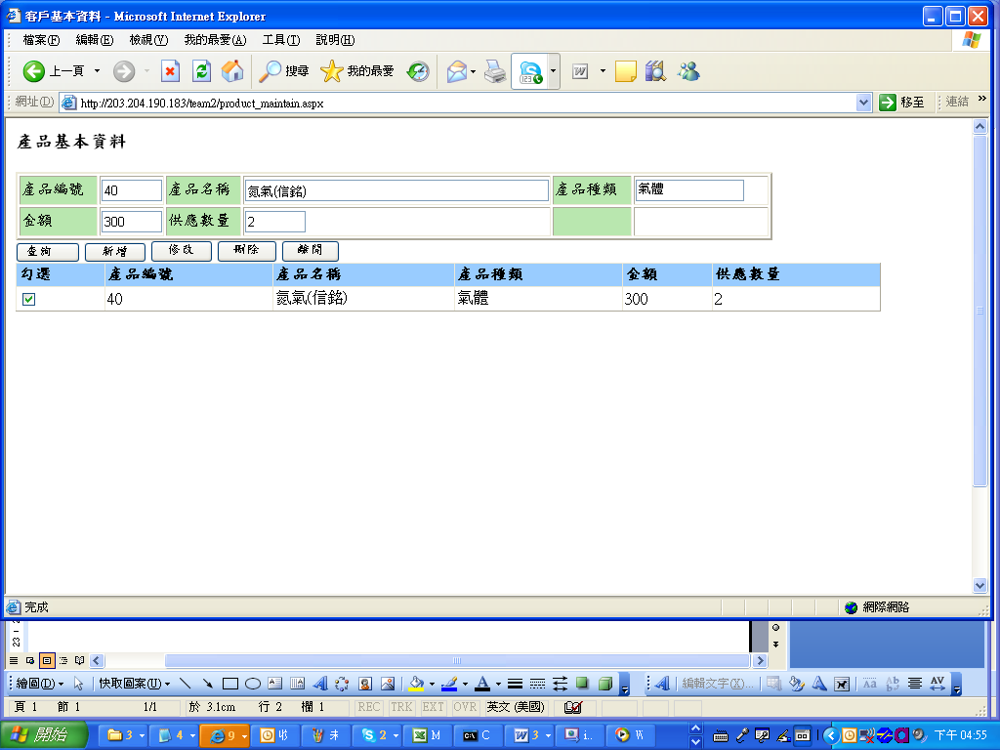 客戶基本資料 - Microsoft Internet Explorer
檔案(F) 編輯(E) 檢視(V) 我的最愛(A) 工具(T) 說明(H)
上一頁 搜尋 我的最愛
網址(D) http://203.204.190.183/team2/product_maintain.aspx 移至 連結 »
產品基本資料
產品編號 40 產品名稱 氮氣(信銘) 產品種類 氣體
金額 300 供應數量 2
查詢 新增 修改 刪除 離開
勾選 產品編號 產品名稱 產品種類 金額 供應數量
40 氮氣(信銘) 氣體 300 2
完成 網際網路
繪圖(D) 快取圖案(U) 編輯文字(X)...
頁 1 節 1 1/1 於 3.1cm 行 2 欄 1 REC TRK EXT OVR 英文 (美國)
開始 3 4 9 收 未 2 M C 3 i.. W 下午 04:55